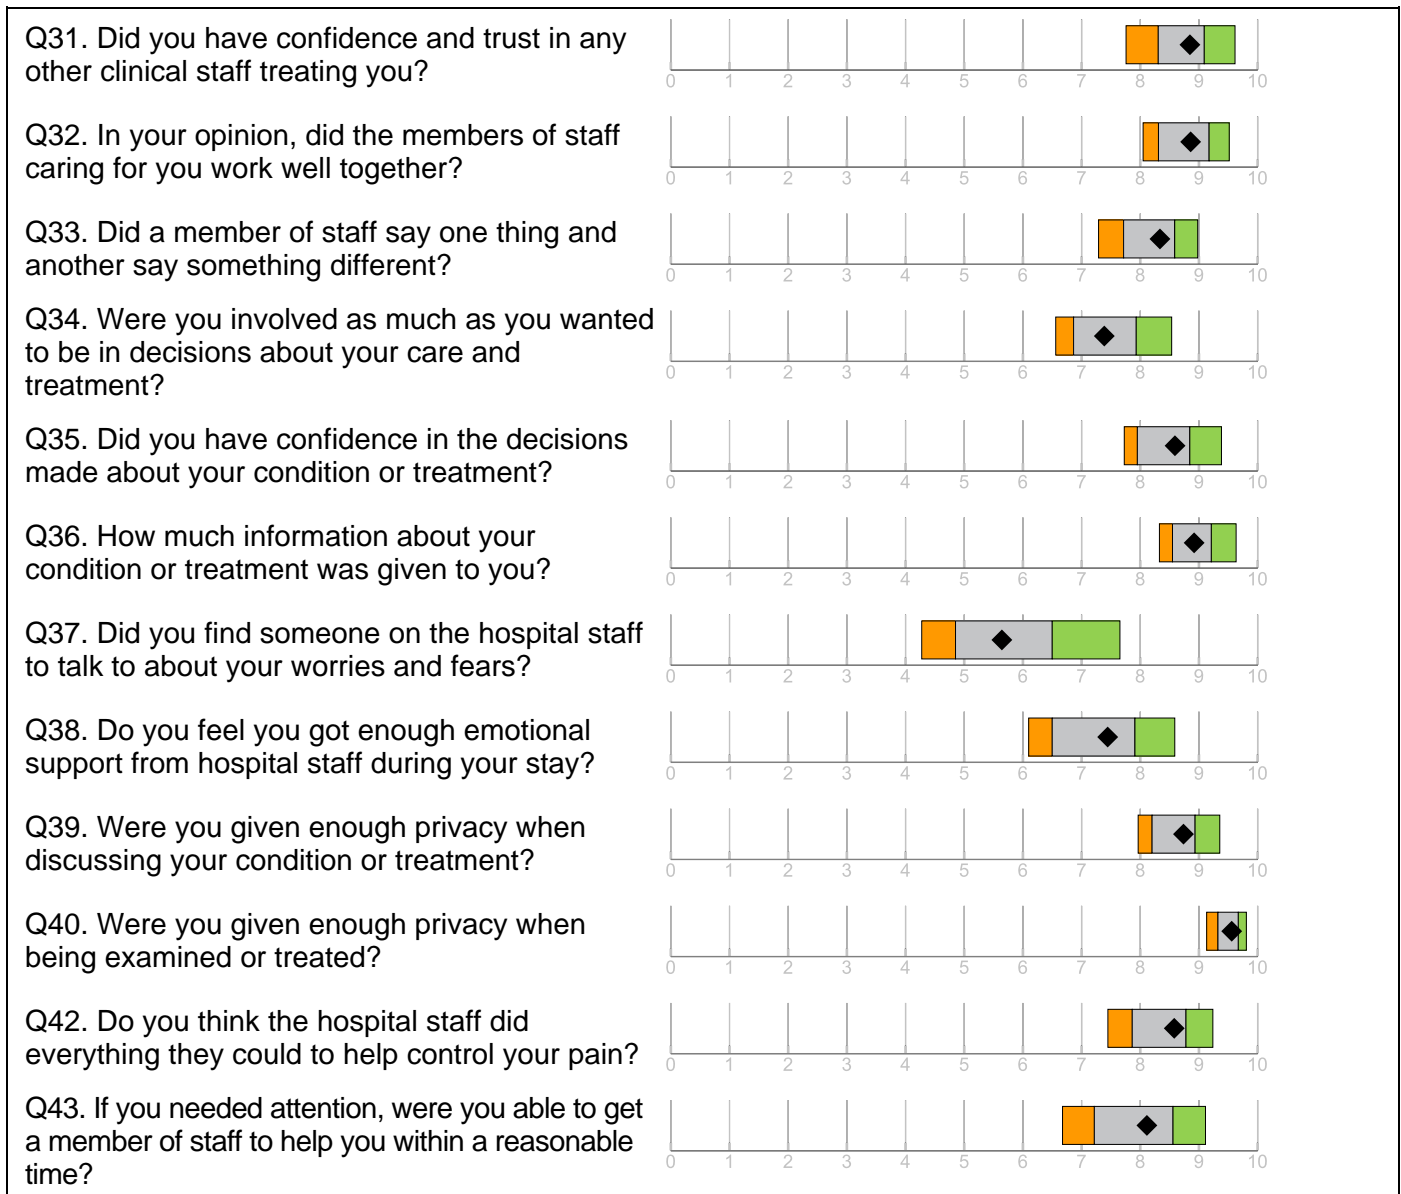 Q31. Did you have confidence and trust in any
other clinical staff treating you?
0 1 2 3 4 5 6 7 8 9 10
Q32. In your opinion, did the members of staff
caring for you work well together?
0 1 2 3 4 5 6 7 8 9 10
Q33. Did a member of staff say one thing and
another say something different?
0 1 2 3 4 5 6 7 8 9 10
Q34. Were you involved as much as you wanted
to be in decisions about your care and
treatment?
0 1 2 3 4 5 6 7 8 9 10
Q35. Did you have confidence in the decisions
made about your condition or treatment?
0 1 2 3 4 5 6 7 8 9 10
Q36. How much information about your
condition or treatment was given to you?
0 1 2 3 4 5 6 7 8 9 10
Q37. Did you find someone on the hospital staff
to talk to about your worries and fears?
0 1 2 3 4 5 6 7 8 9 10
Q38. Do you feel you got enough emotional
support from hospital staff during your stay?
0 1 2 3 4 5 6 7 8 9 10
Q39. Were you given enough privacy when
discussing your condition or treatment?
0 1 2 3 4 5 6 7 8 9 10
Q40. Were you given enough privacy when
being examined or treated?
0 1 2 3 4 5 6 7 8 9 10
Q42. Do you think the hospital staff did
everything they could to help control your pain?
0 1 2 3 4 5 6 7 8 9 10
Q43. If you needed attention, were you able to get
a member of staff to help you within a reasonable
time?
0 1 2 3 4 5 6 7 8 9 10